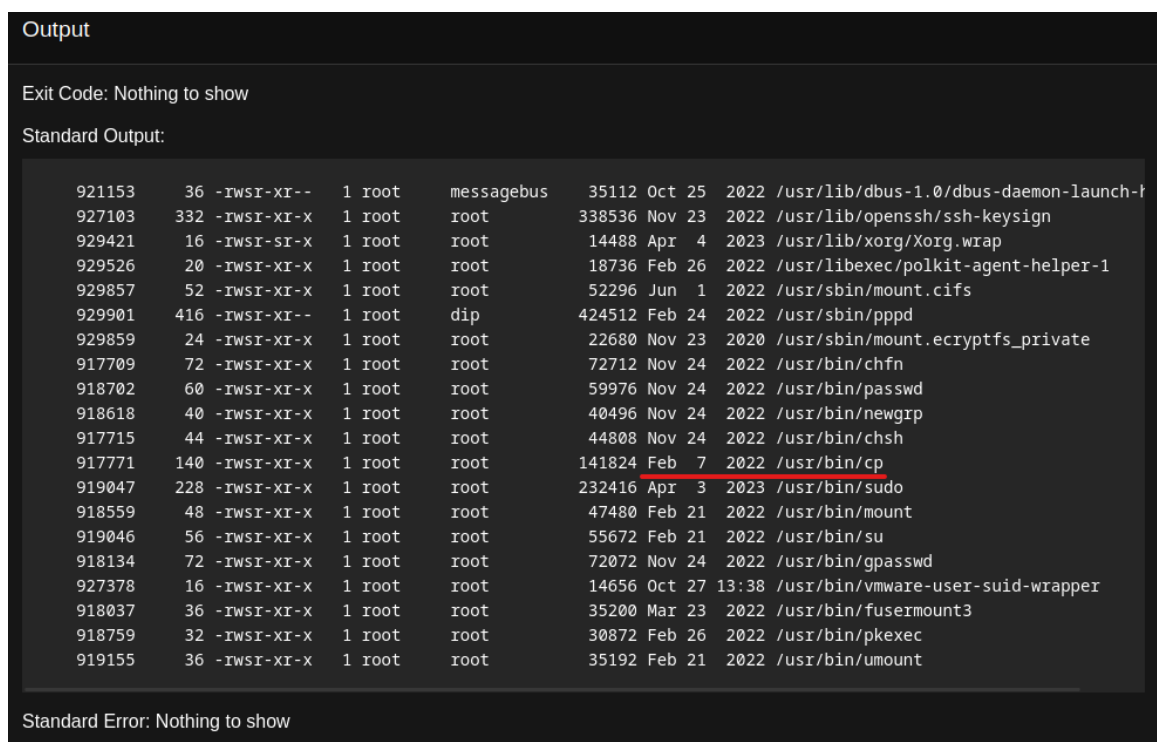 Output
Exit Code: Nothing to show
Standard Output:
921153 36 -rwsr-xr-- 1 root messagebus 35112 Oct 25 2022 /usr/lib/dbus-1.0/dbus-daemon-launch-h
927103 332 -rwsr-xr-x 1 root root 338536 Nov 23 2022 /usr/lib/openssh/ssh-keysign
929421 16 -rwsr-sr-x 1 root root 14488 Apr 4 2023 /usr/lib/xorg/Xorg.wrap
929526 20 -rwsr-xr-x 1 root root 18736 Feb 26 2022 /usr/libexec/polkit-agent-helper-1
929857 52 -rwsr-xr-x 1 root root 52296 Jun 1 2022 /usr/sbin/mount.cifs
929901 416 -rwsr-xr-- 1 root dip 424512 Feb 24 2022 /usr/sbin/pppd
929859 24 -rwsr-xr-x 1 root root 22680 Nov 23 2020 /usr/sbin/mount.ecryptfs_private
917709 72 -rwsr-xr-x 1 root root 72712 Nov 24 2022 /usr/bin/chfn
918702 60 -rwsr-xr-x 1 root root 59976 Nov 24 2022 /usr/bin/passwd
918618 40 -rwsr-xr-x 1 root root 40496 Nov 24 2022 /usr/bin/newgrp
917715 44 -rwsr-xr-x 1 root root 44808 Nov 24 2022 /usr/bin/chsh
917771 140 -rwsr-xr-x 1 root root 141824 Feb 7 2022 /usr/bin/cp
919047 228 -rwsr-xr-x 1 root root 232416 Apr 3 2023 /usr/bin/sudo
918559 48 -rwsr-xr-x 1 root root 47480 Feb 21 2022 /usr/bin/mount
919046 56 -rwsr-xr-x 1 root root 55672 Feb 21 2022 /usr/bin/su
918134 72 -rwsr-xr-x 1 root root 72072 Nov 24 2022 /usr/bin/gpasswd
927378 16 -rwsr-xr-x 1 root root 14656 Oct 27 13:38 /usr/bin/vmware-user-suid-wrapper
918037 36 -rwsr-xr-x 1 root root 35200 Mar 23 2022 /usr/bin/fusermount3
918759 32 -rwsr-xr-x 1 root root 30872 Feb 26 2022 /usr/bin/pkexec
919155 36 -rwsr-xr-x 1 root root 35192 Feb 21 2022 /usr/bin/umount
Standard Error: Nothing to show